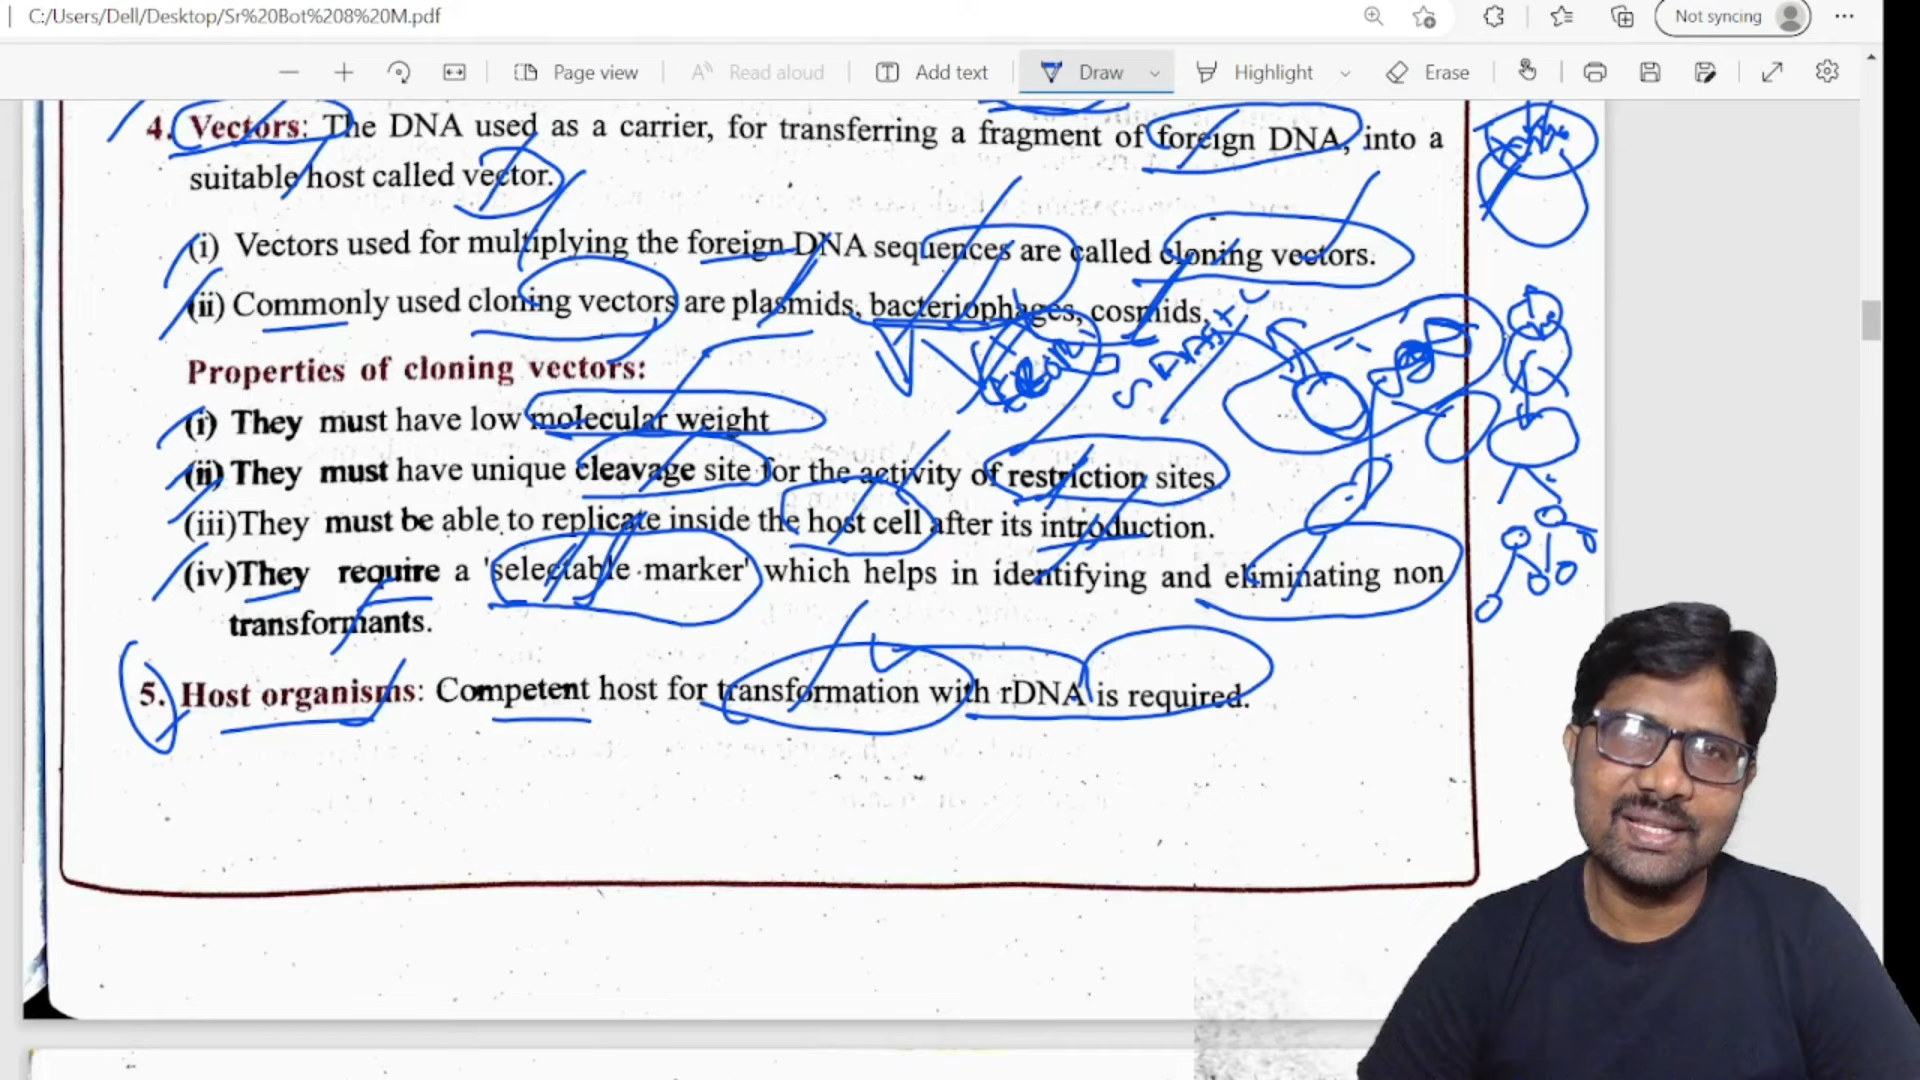 C:/Users/Dell/Desktop/Sr%20Bot%208%20M.pdf
Not syncing
Page view
Read aloud
Add text
Draw
Highlight
Erase
4. Vectors: The DNA used as a carrier, for transferring a fragment of foreign DNA, into a
suitable host called vector.
(i) Vectors used for multiplying the foreign DNA sequences are called cloning vectors.
(ii) Commonly used cloning vectors are plasmids, bacteriophages, cosmids.
Properties of cloning vectors:
(i) They must have low molecular weight
(ii) They must have unique cleavage site for the activity of restriction sites
(iii)They must be able to replicate inside the host cell after its introduction.
(iv)They require a 'selectable marker' which helps in identifying and eliminating non
transformants.
5. Host organisms: Competent host for transformation with rDNA is required.